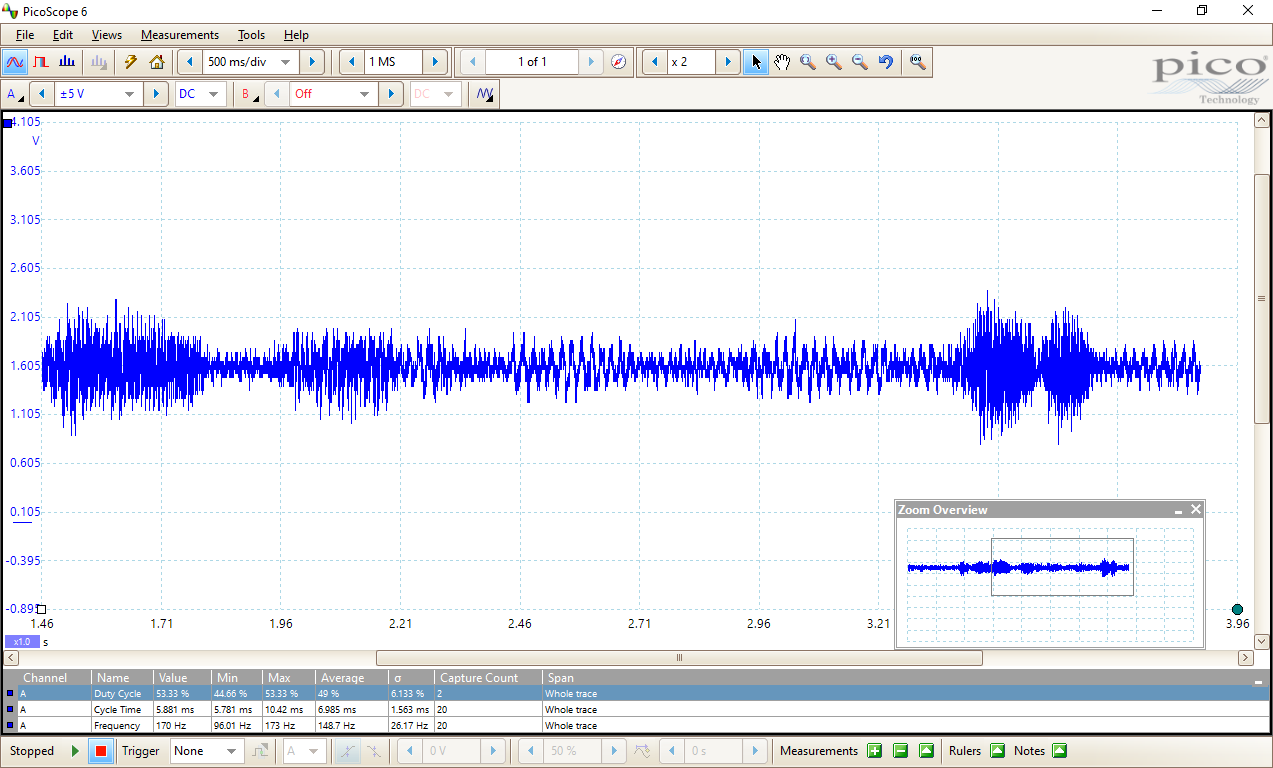 PicoScope 6
File Edit Views Measurements Tools Help
500 ms/div 1 MS 1 of 1 x 2
pico
Technology
A ±5 V DC B Off DC
4.105
V
3.605
3.105
2.605
2.105
1.605
1.105
0.605
0.105
-0.395
-0.895
1.46 1.71 1.96 2.21 2.46 2.71 2.96 3.21 3.96
x1.0 s
Zoom Overview
Channel Name Value Min Max Average σ Capture Count Span
A Duty Cycle 53.33 % 44.66 % 53.33 % 49 % 6.133 % 2 Whole trace
A Cycle Time 5.881 ms 5.781 ms 10.42 ms 6.985 ms 1.563 ms 20 Whole trace
A Frequency 170 Hz 96.01 Hz 173 Hz 148.7 Hz 26.17 Hz 20 Whole trace
Stopped Trigger None A 0 V 50 % 0 s Measurements Rulers Notes